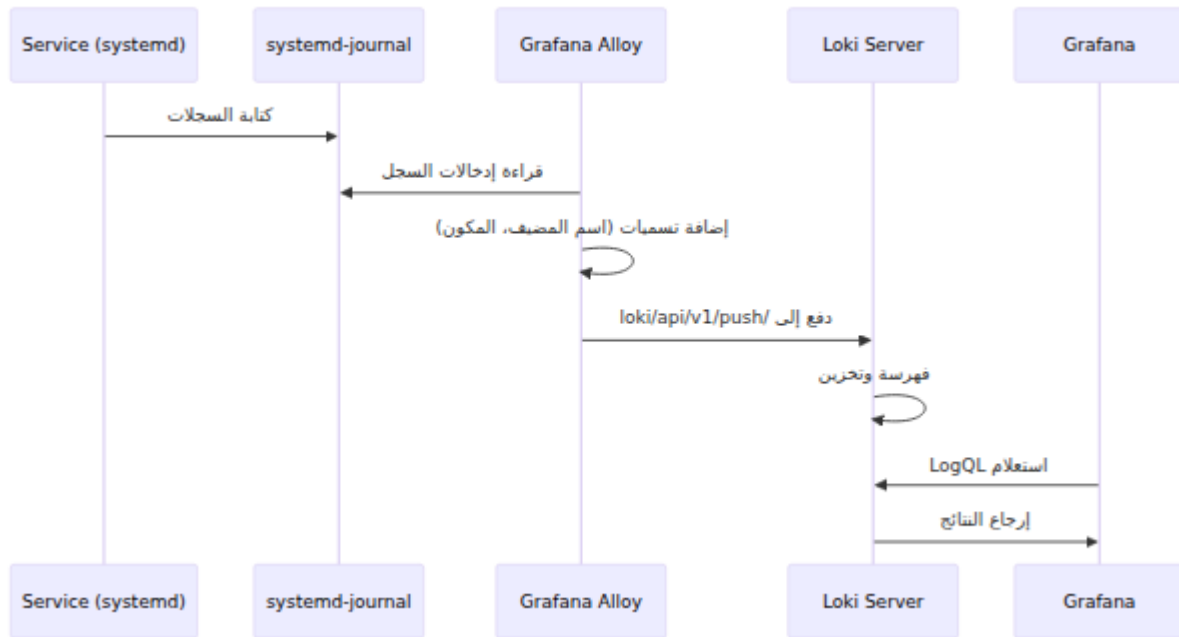 Service (systemd)
systemd-journal
Grafana Alloy
Loki Server
Grafana
كتابة السجلات
قراءة إدخالات السجل
إضافة تسميات (اسم المضيف، المكون)
دفع إلى /loki/api/v1/push
فهرسة وتخزين
استعلام LogQL
إرجاع النتائج
Service (systemd)
systemd-journal
Grafana Alloy
Loki Server
Grafana